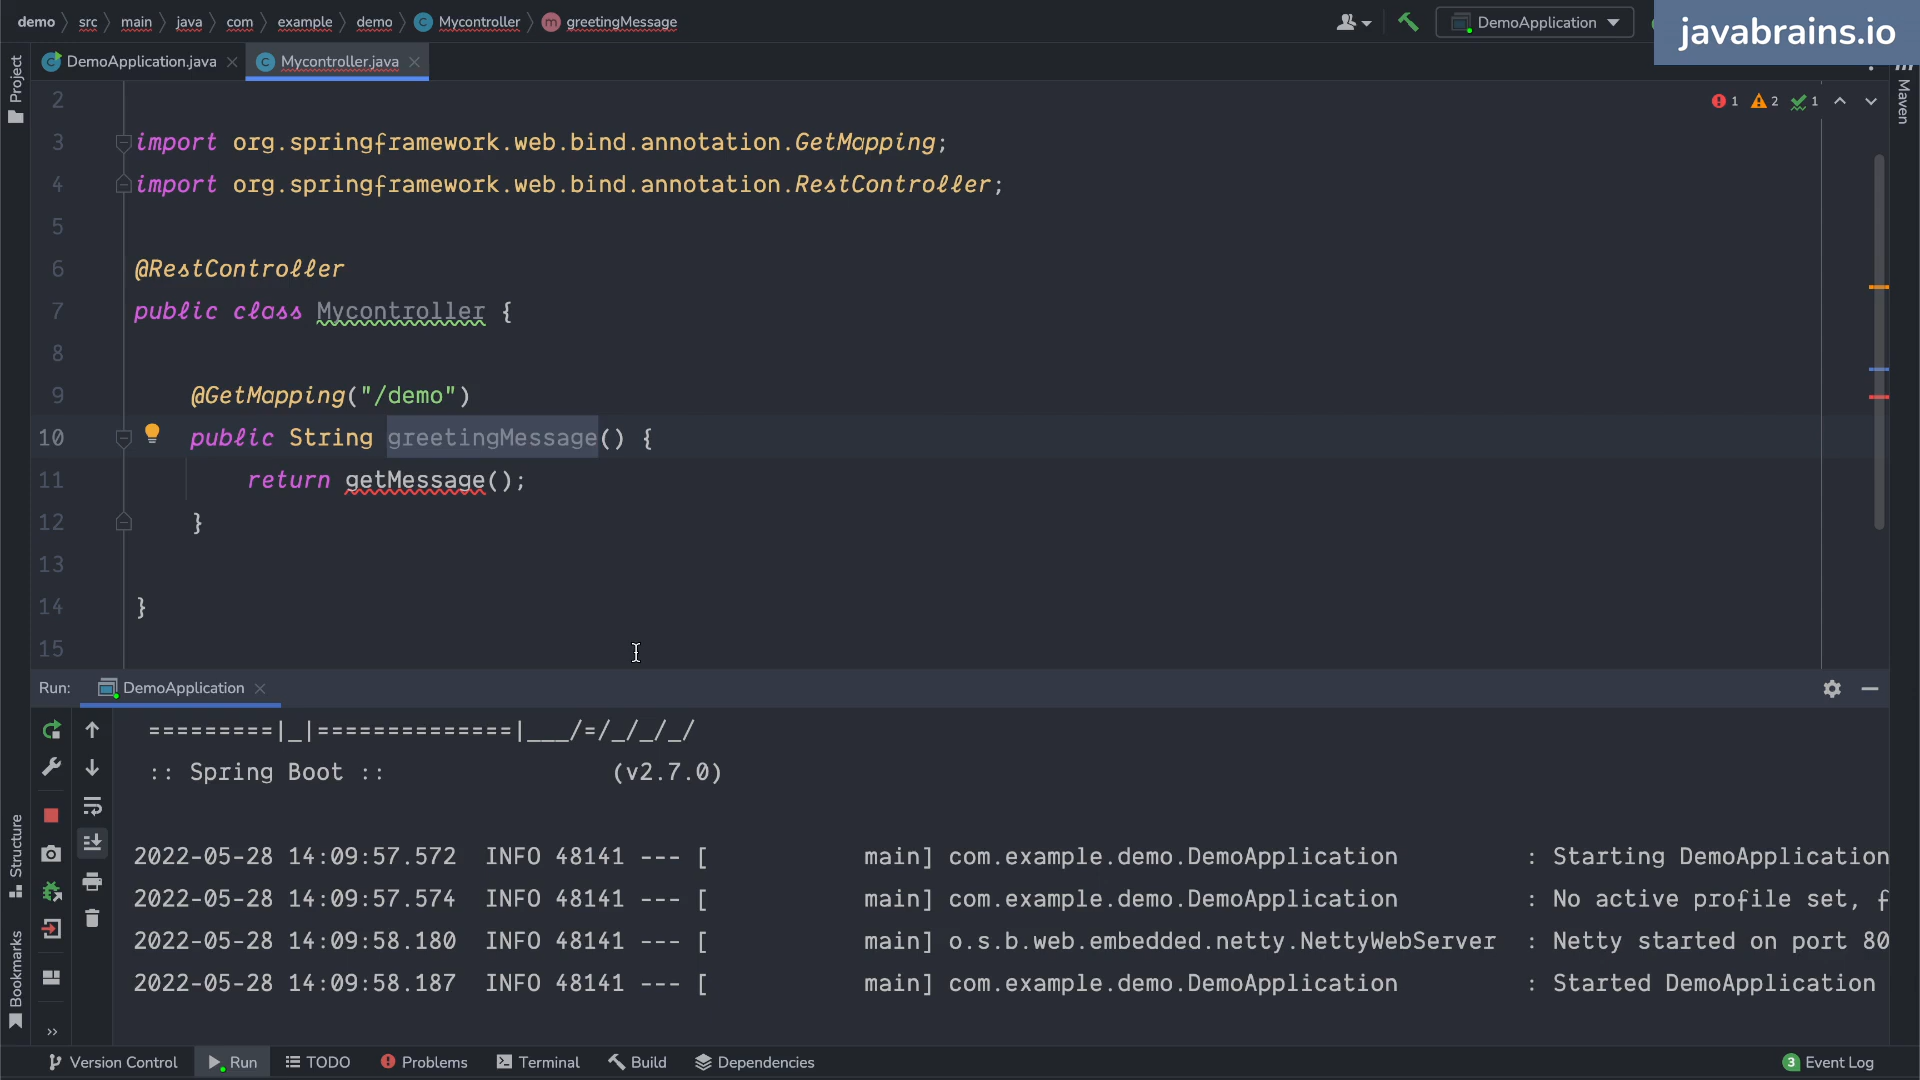 demo src main java com example demo Mycontroller greetingMessage
DemoApplication
javabrains.io
Project
DemoApplication.java
Mycontroller.java
Maven
1 2 1
2
3 import org.springframework.web.bind.annotation.GetMapping;
4 import org.springframework.web.bind.annotation.RestController;
5
6 @RestController
7 public class Mycontroller {
8
9 @GetMapping("/demo")
10 public String greetingMessage() {
11 return getMessage();
12 }
13
14 }
15
Run: DemoApplication
=========|_|==============|___/=/_/_/_/
:: Spring Boot :: (v2.7.0)
2022-05-28 14:09:57.572 INFO 48141 --- [ main] com.example.demo.DemoApplication : Starting DemoApplication
2022-05-28 14:09:57.574 INFO 48141 --- [ main] com.example.demo.DemoApplication : No active profile set, f
2022-05-28 14:09:58.180 INFO 48141 --- [ main] o.s.b.web.embedded.netty.NettyWebServer : Netty started on port 80
2022-05-28 14:09:58.187 INFO 48141 --- [ main] com.example.demo.DemoApplication : Started DemoApplication
Structure
Bookmarks
Version Control Run TODO Problems Terminal Build Dependencies 3 Event Log